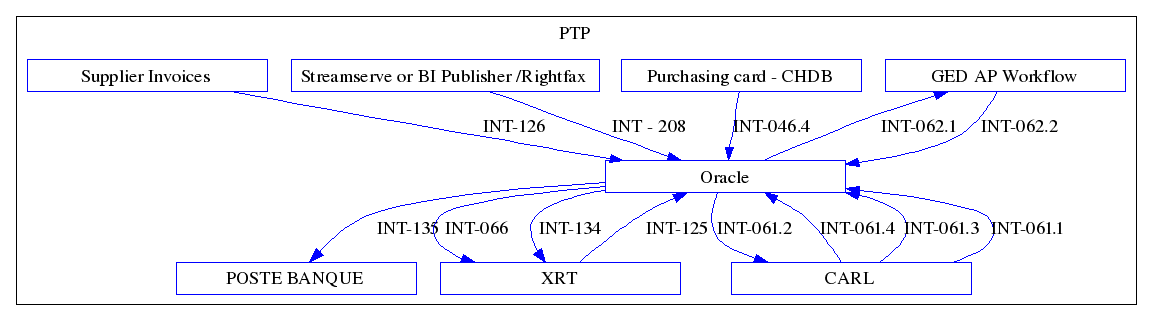 PTP
Supplier Invoices
Streamserve or BI Publisher /Rightfax
Purchasing card - CHDB
GED AP Workflow
INT-126
INT - 208
INT-046.4
INT-062.1
INT-062.2
Oracle
INT-135
INT-066
INT-134
INT-125
INT-061.2
INT-061.4
INT-061.3
INT-061.1
POSTE BANQUE
XRT
CARL